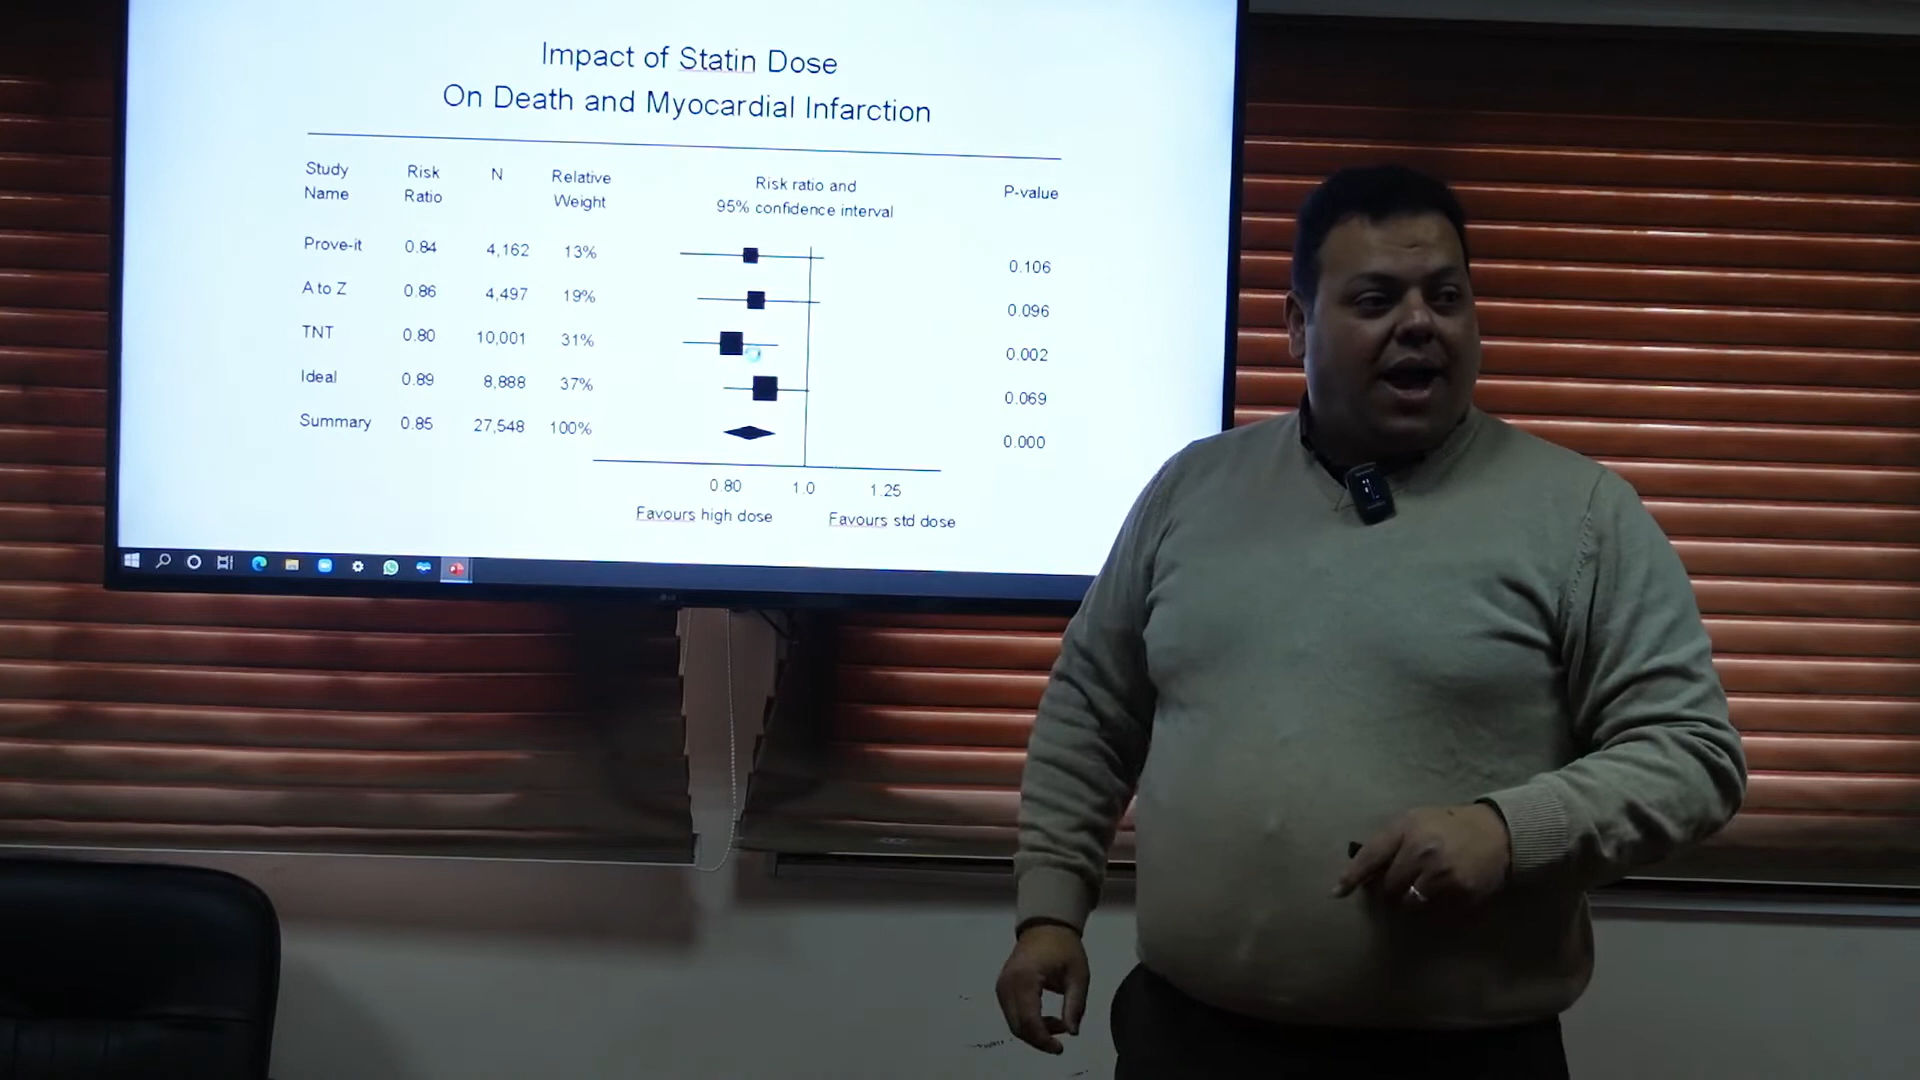 Impact of Statin Dose
On Death and Myocardial Infarction
Study Name Risk Ratio N Relative Weight Risk ratio and 95% confidence interval P-value
Prove-it 0.84 4,162 13% 0.106
A to Z 0.86 4,497 19% 0.096
TNT 0.80 10,001 31% 0.002
Ideal 0.89 8,888 37% 0.069
Summary 0.85 27,548 100% 0.000
0.80 1.0 1.25
Favours high dose Favours std dose